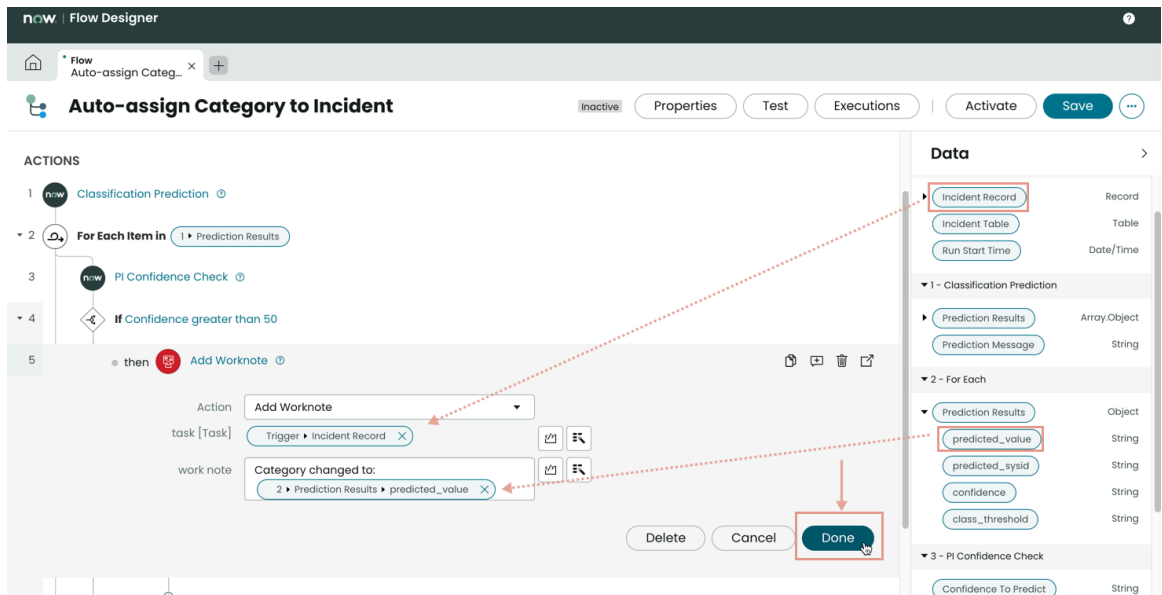 now. | Flow Designer
?
Flow
Auto-assign Categ... × +
Auto-assign Category to Incident
Inactive Properties Test Executions | Activate Save ...
ACTIONS
1 now Classification Prediction ?
2 For Each Item in 1 ▸ Prediction Results
3 now PI Confidence Check ?
4 If Confidence greater than 50
5 then Add Worknote ?
Action Add Worknote
task [Task] Trigger ▸ Incident Record ×
work note Category changed to:
2 ▸ Prediction Results ▸ predicted_value ×
Delete Cancel Done
Data
Incident Record Record
Incident Table Table
Run Start Time Date/Time
1 - Classification Prediction
Prediction Results Array.Object
Prediction Message String
2 - For Each
Prediction Results Object
predicted_value String
predicted_sysid String
confidence String
class_threshold String
3 - PI Confidence Check
Confidence To Predict String